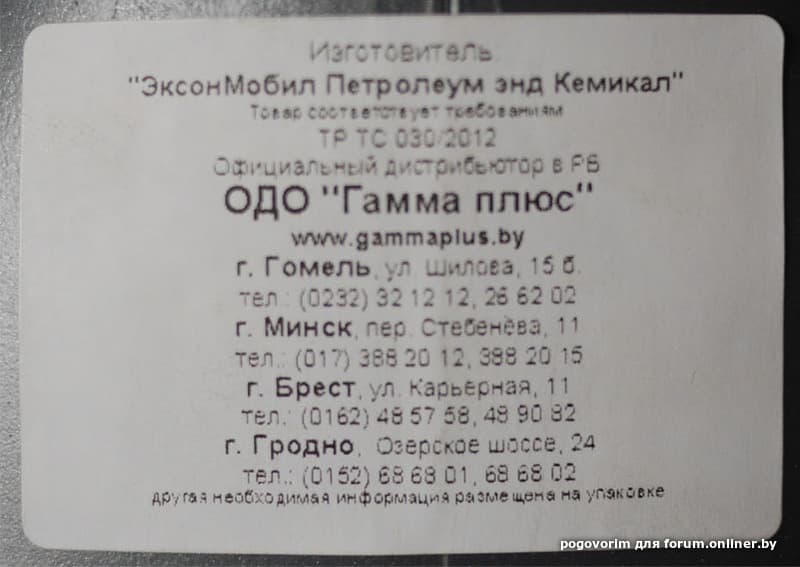 Изготовитель:
"ЭксонМобил Петролеум энд Кемикал"
Товар соответствует требованиям
ТР ТС 030/2012
Официальный дистрибьютор в РБ
ОДО "Гамма плюс"
www.gammaplus.by
г. Гомель, ул. Шилова, 15 б.
тел.: (0232) 32 12 12, 26 62 02
г. Минск, пер. Стебенёва, 11
тел.: (017) 388 20 12, 388 20 15
г. Брест, ул. Карьерная, 11
тел.: (0162) 48 57 58, 48 90 82
г. Гродно, Озерское шоссе, 24
тел.: (0152) 68 68 01, 68 68 02
другая необходимая информация размещена на упаковке
pogovorim для forum.onliner.by